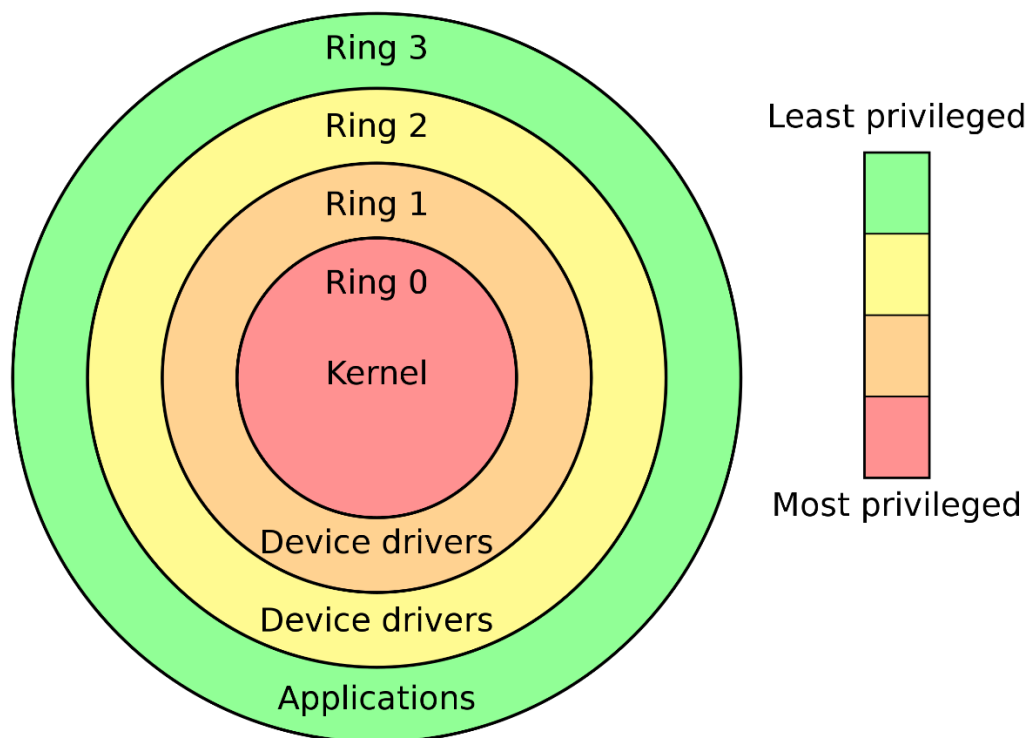 Ring 3
Ring 2
Ring 1
Ring 0
Kernel
Device drivers
Device drivers
Applications
Least privileged
Most privileged